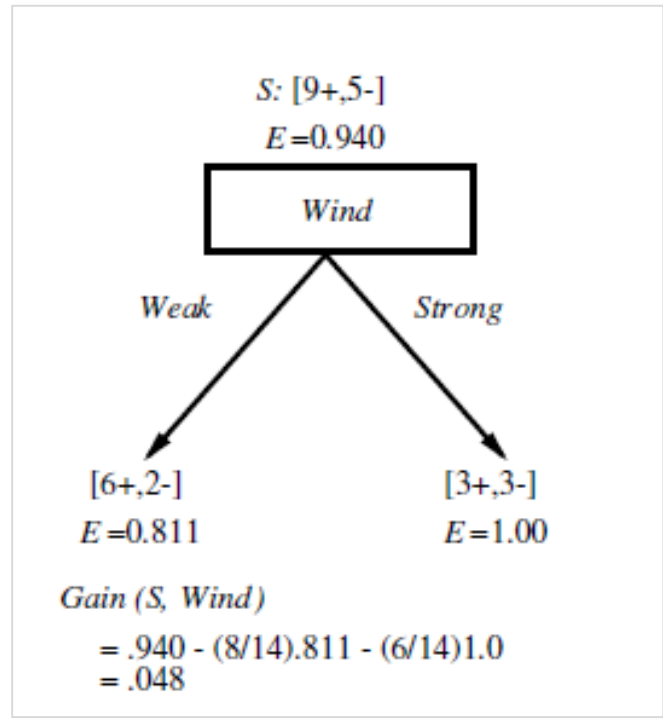 S: [9+,5-]
E =0.940
Wind
Weak Strong
[6+,2-] [3+,3-]
E =0.811 E =1.00
Gain (S, Wind)
= .940 - (8/14).811 - (6/14)1.0
= .048